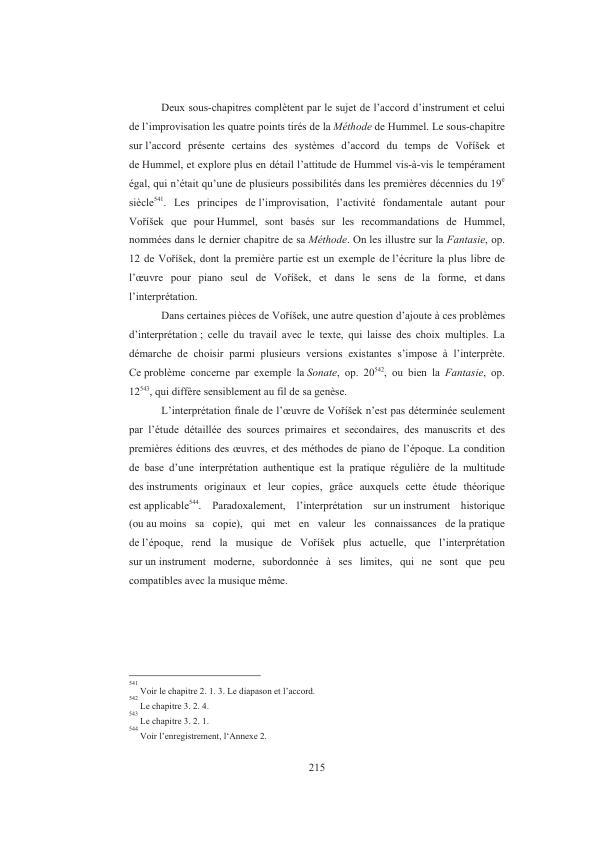 Deux sous-chapitres complètent par le sujet de l’accord d’instrument et celui
de l’improvisation les quatre points tirés de la Méthode de Hummel. Le sous-chapitre
sur l’accord présente certains des systèmes d’accord du temps de Voříšek et
de Hummel, et explore plus en détail l’attitude de Hummel vis-à-vis le tempérament
égal, qui n’était qu’une de plusieurs possibilités dans les premières décennies du 19e
siècle541. Les principes de l’improvisation, l’activité fondamentale autant pour
Voříšek que pour Hummel, sont basés sur les recommandations de Hummel,
nommées dans le dernier chapitre de sa Méthode. On les illustre sur la Fantasie, op.
12 de Voříšek, dont la première partie est un exemple de l’écriture la plus libre de
l’œuvre pour piano seul de Voříšek, et dans le sens de la forme, et dans
l’interprétation.
Dans certaines pièces de Voříšek, une autre question d’ajoute à ces problèmes
d’interprétation ; celle du travail avec le texte, qui laisse des choix multiples. La
démarche de choisir parmi plusieurs versions existantes s’impose à l’interprète.
Ce problème concerne par exemple la Sonate, op. 20542, ou bien la Fantasie, op.
12543, qui diffère sensiblement au fil de sa genèse.
L’interprétation finale de l’œuvre de Voříšek n’est pas déterminée seulement
par l’étude détaillée des sources primaires et secondaires, des manuscrits et des
premières éditions des œuvres, et des méthodes de piano de l’époque. La condition
de base d’une interprétation authentique est la pratique régulière de la multitude
des instruments originaux et leur copies, grâce auxquels cette étude théorique
est applicable544. Paradoxalement, l’interprétation sur un instrument historique
(ou au moins sa copie), qui met en valeur les connaissances de la pratique
de l’époque, rend la musique de Voříšek plus actuelle, que l’interprétation
sur un instrument moderne, subordonnée à ses limites, qui ne sont que peu
compatibles avec la musique même.
541 Voir le chapitre 2. 1. 3. Le diapason et l’accord.
542 Le chapitre 3. 2. 4.
543 Le chapitre 3. 2. 1.
544 Voir l’enregistrement, l‘Annexe 2.
215